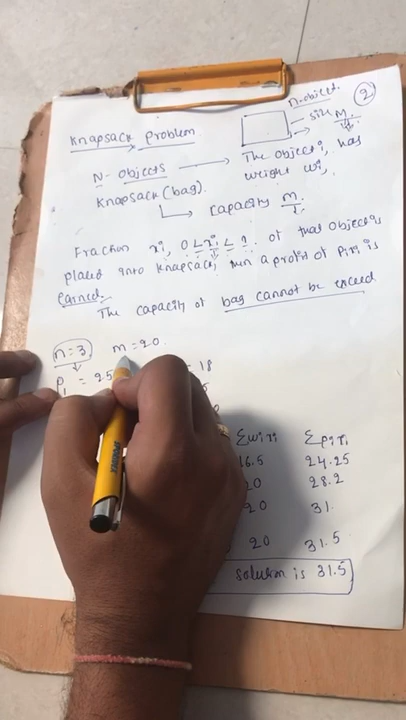 n-object.
②
size M
Knapsack problem
N-Objects → The Object i, has
weight wi,
Knapsack (bag).
Capacity m
Fraction xi, 0 ≤ xi ≤ 1. of that Object is
placed into Knapsack, then a profit of pixi is
Earned.
The capacity of bag cannot be exceed
n=3 m=20.
P1 = 25 18
5
Σwixi Σpixi
16.5 24.25
20 28.2
20 31.
20 31.5
solution is 31.5